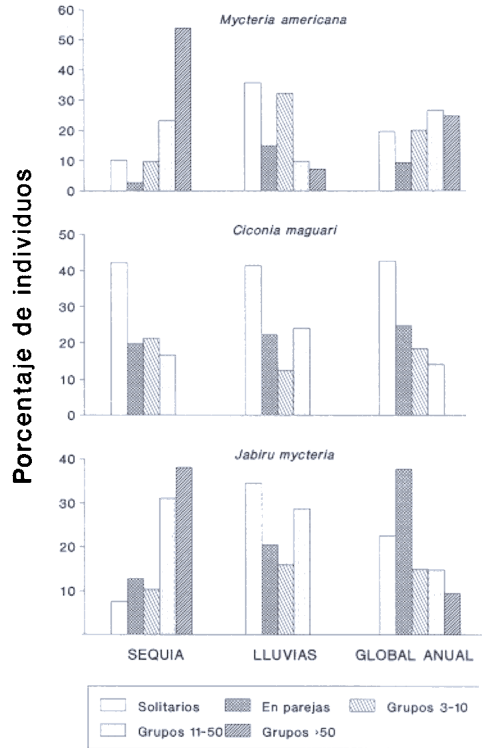 Porcentaje de individuos
Mycteria americana
60
50
40
30
20
10
0
Ciconia maguari
50
40
30
20
10
0
Jabiru mycteria
40
30
20
10
SEQUIA LLUVIAS GLOBAL ANUAL
Solitarios En parejas Grupos 3-10
Grupos 11-50 Grupos >50